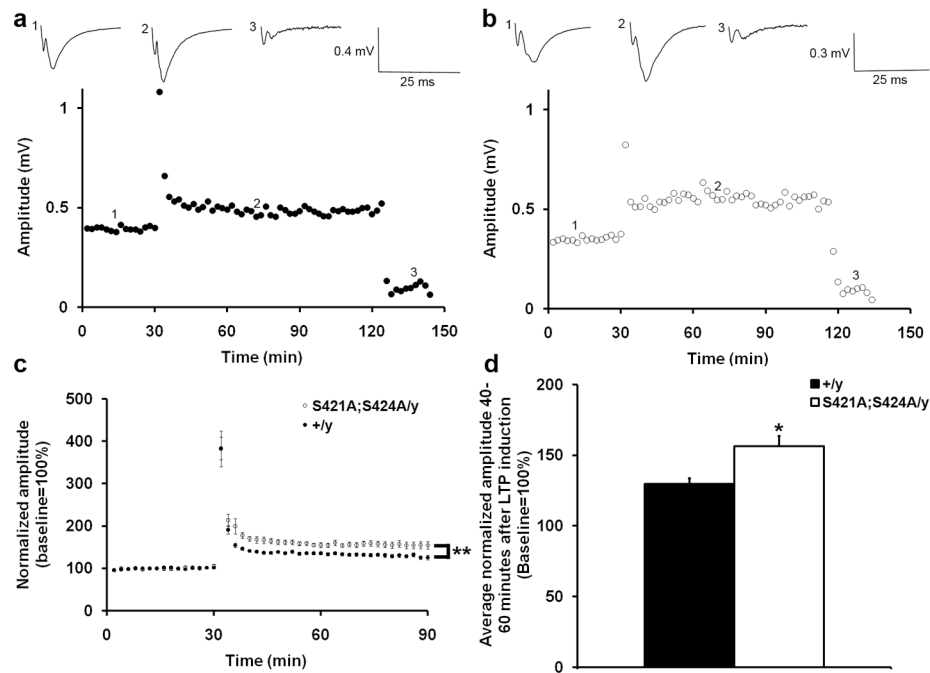 a
1
2
3
0.4 mV
25 ms
Amplitude (mV)
1
0.5
0
1
2
3
0 30 60 90 120 150
Time (min)
b
1
2
3
0.3 mV
25 ms
Amplitude (mV)
1
0.5
0
1
2
3
0 30 60 90 120 150
Time (min)
c
Normalized amplitude
(baseline=100%)
500
400
300
200
100
0
S421A;S424A/y
+/y
**
0 30 60 90
Time (min)
d
Average normalized amplitude 40-
60 minutes after LTP induction
(Baseline=100%)
200
150
100
50
0
+/y
S421A;S424A/y
*